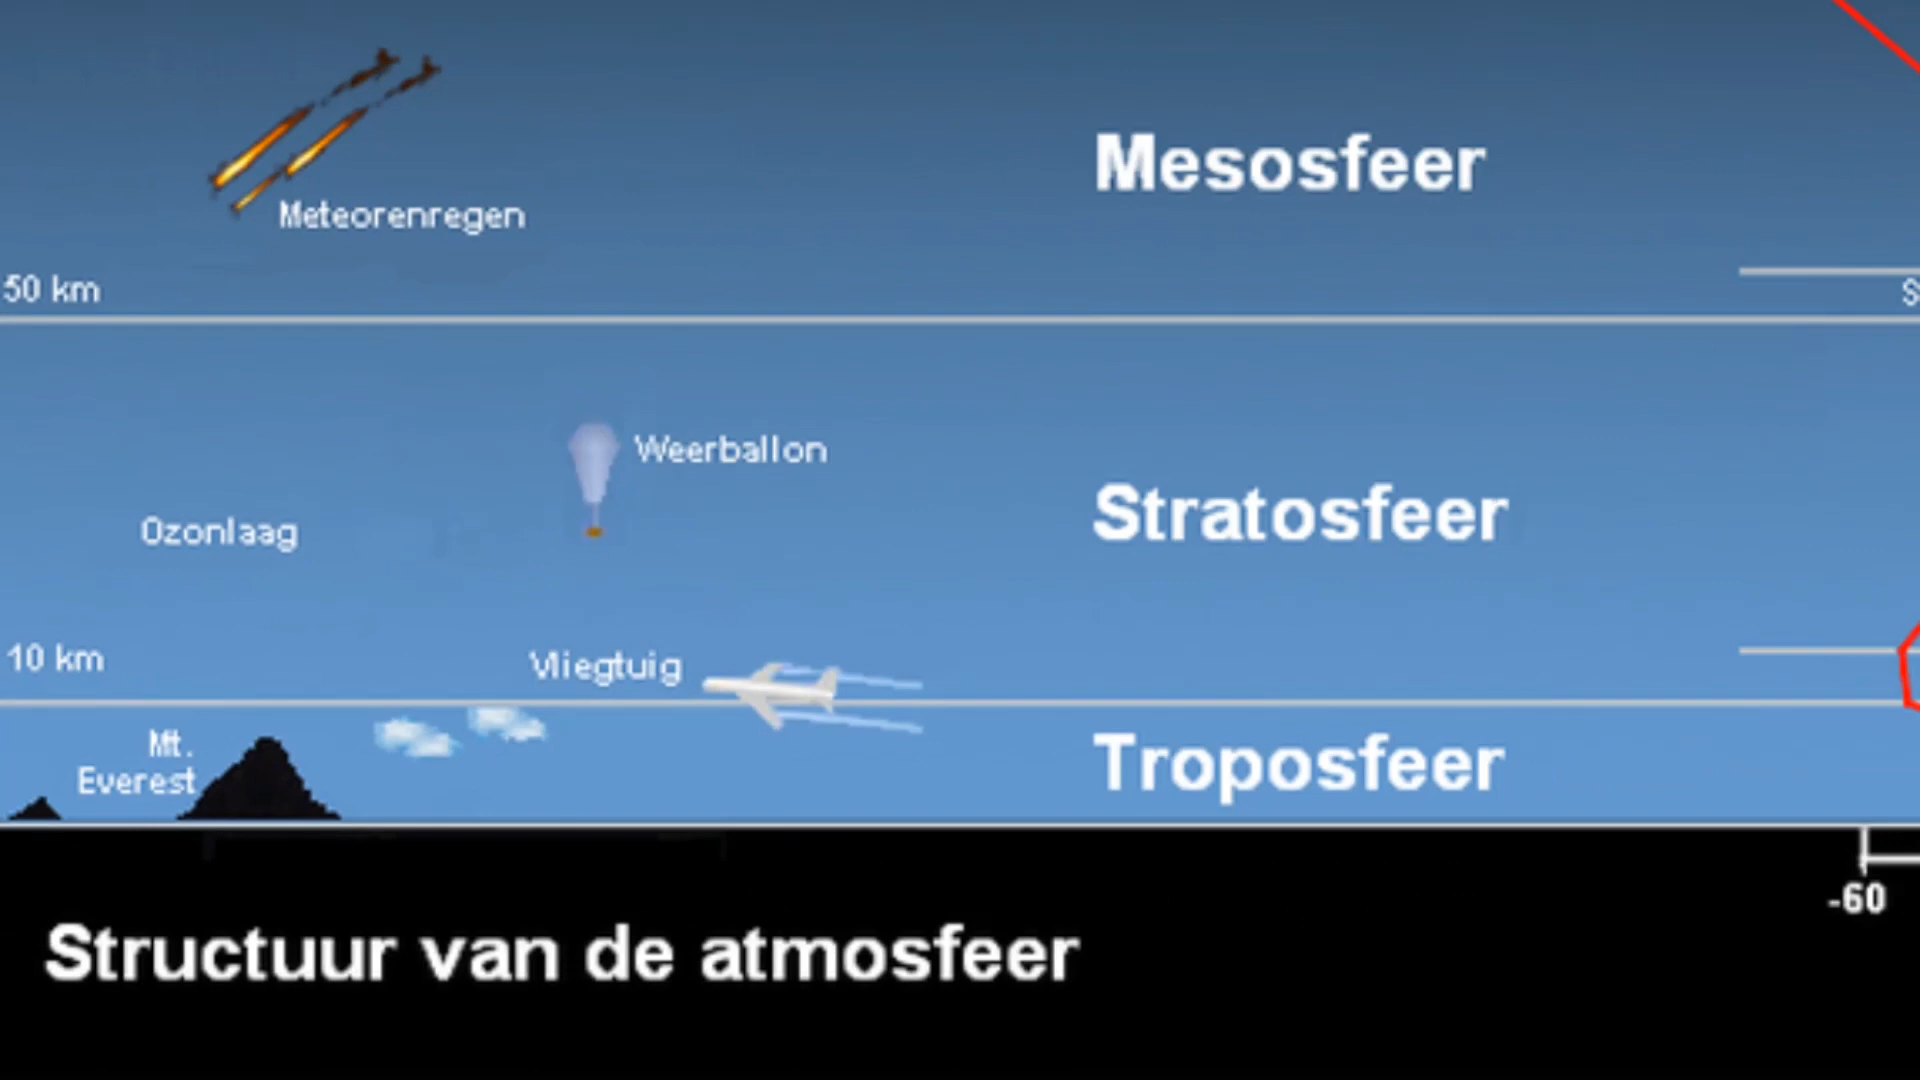 Mesosfeer
Meteorenregen
50 km
S
Weerballon
Stratosfeer
Ozonlaag
10 km
Vliegtuig
Mt.
Everest
Troposfeer
-60
Structuur van de atmosfeer